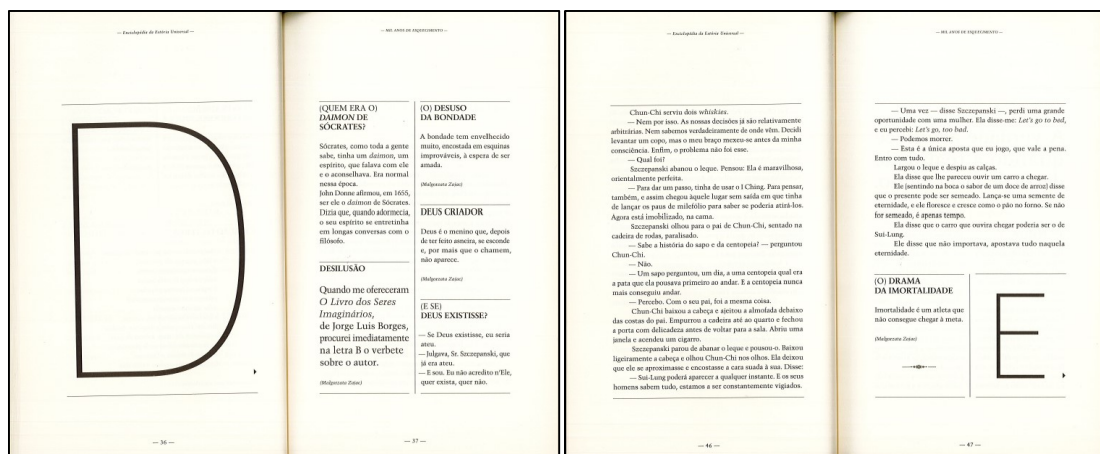 — Enciclopédia da Estória Universal —
D
— 36 —
— MIL ANOS DE ESQUECIMENTO —
(QUEM ERA O)
DAIMON DE
SÓCRATES?
Sócrates, como toda a gente
sabe, tinha um daimon, um
espírito, que falava com ele
e o aconselhava. Era normal
nessa época.
John Donne afirmou, em 1655,
ser ele o daimon de Sócrates.
Dizia que, quando adormecia,
o seu espírito se entretinha
em longas conversas com o
filósofo.
DESILUSÃO
Quando me ofereceram
O Livro dos Seres
Imaginários,
de Jorge Luis Borges,
procurei imediatamente
na letra B o verbete
sobre o autor.
(Malgorzata Zajac)
(O) DESUSO
DA BONDADE
A bondade tem envelhecido
muito, encostada em esquinas
improváveis, à espera de ser
amada.
(Malgorzata Zajac)
DEUS CRIADOR
Deus é o menino que, depois
de ter feito asneira, se esconde
e, por mais que o chamem,
não aparece.
(Malgorzata Zajac)
(E SE)
DEUS EXISTISSE?
— Se Deus existisse, eu seria
ateu.
— Julgava, Sr. Szczepanski, que
já era ateu.
— E sou. Eu não acredito n'Ele,
quer exista, quer não.
— 37 —
— Enciclopédia da Estória Universal —
Chun-Chi serviu dois whiskies.
— Nem por isso. As nossas decisões já são relativamente
arbitrárias. Nem sabemos verdadeiramente de onde vêm. Decidi
levantar um copo, mas o meu braço mexeu-se antes da minha
consciência. Enfim, o problema não foi esse.
— Qual foi?
Szczepanski abanou o leque. Pensou: Ela é maravilhosa,
orientalmente perfeita.
— Para dar um passo, tinha de usar o I Ching. Para pensar,
também, e assim chegou àquele lugar sem saída em que tinha
de lançar os paus de milefólio para saber se poderia atirá-los.
Agora está imobilizado, na cama.
Szczepanski olhou para o pai de Chun-Chi, sentado na
cadeira de rodas, paralisado.
— Sabe a história do sapo e da centopeia? — perguntou
Chun-Chi.
— Não.
— Um sapo perguntou, um dia, a uma centopeia qual era
a pata que ela pousava primeiro ao andar. E a centopeia nunca
mais conseguiu andar.
— Percebo. Com o seu pai, foi a mesma coisa.
Chun-Chi baixou a cabeça e ajeitou a almofada debaixo
das costas do pai. Empurrou a cadeira até ao quarto e fechou
a porta com delicadeza antes de voltar para a sala. Abriu uma
janela e acendeu um cigarro.
Szczepanski parou de abanar o leque e pousou-o. Baixou
ligeiramente a cabeça e olhou Chun-Chi nos olhos. Ela deixou
que ele se aproximasse e encostasse a cara suada à sua. Disse:
— Sui-Lung poderá aparecer a qualquer instante. E os seus
homens sabem tudo, estamos a ser constantemente vigiados.
— 46 —
— MIL ANOS DE ESQUECIMENTO —
— Uma vez — disse Szczepanski —, perdi uma grande
oportunidade com uma mulher. Ela disse-me: Let's go to bed,
e eu percebi: Let's go, too bad.
— Podemos morrer.
— Esta é a única aposta que eu jogo, que vale a pena.
Entro com tudo.
Largou o leque e despiu as calças.
Ela disse que lhe pareceu ouvir um carro a chegar.
Ele (sentindo na boca o sabor de um doce de arroz) disse
que o presente pode ser semeado. Lança-se uma semente de
eternidade, e ele floresce e cresce como o pão no forno. Se não
for semeado, é apenas tempo.
Ela disse que o carro que ouvira chegar poderia ser o de
Sui-Lung.
Ele disse que não importava, apostava tudo naquela
eternidade.
(O) DRAMA
DA IMORTALIDADE
Imortalidade é um atleta que
não consegue chegar à meta.
(Malgorzata Zajac)
E
— 47 —